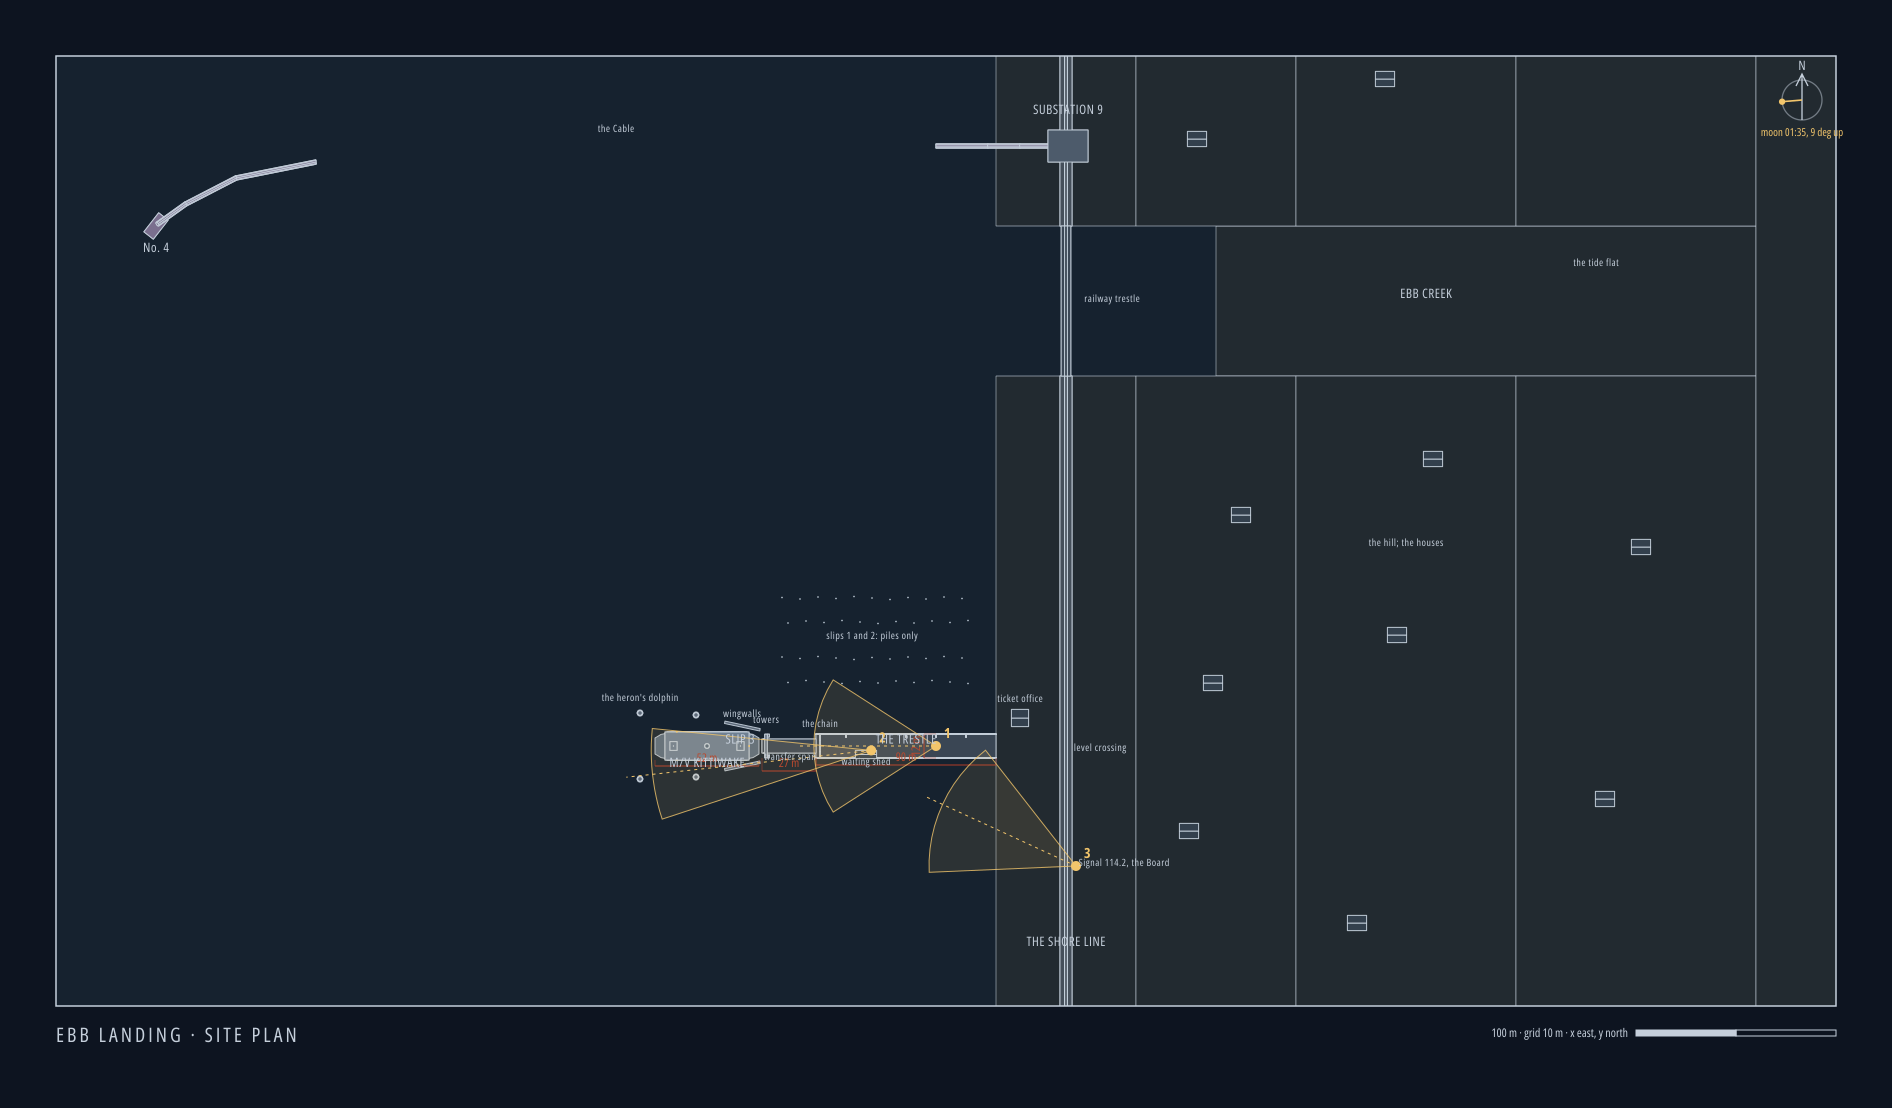 N
moon 01:35, 9 deg up
SUBSTATION 9
the Cable
No. 4
the tide flat
EBB CREEK
railway trestle
the hill; the houses
slips 1 and 2: piles only
the heron's dolphin
ticket office
wingwalls
towers
the chain
SLIP 3
THE TRESTLE
2
1
level crossing
M/V KITTIWAKE
transfer span
27 m
waiting shed
3
Signal 114.2, the Board
THE SHORE LINE
EBB LANDING · SITE PLAN
100 m · grid 10 m · x east, y north